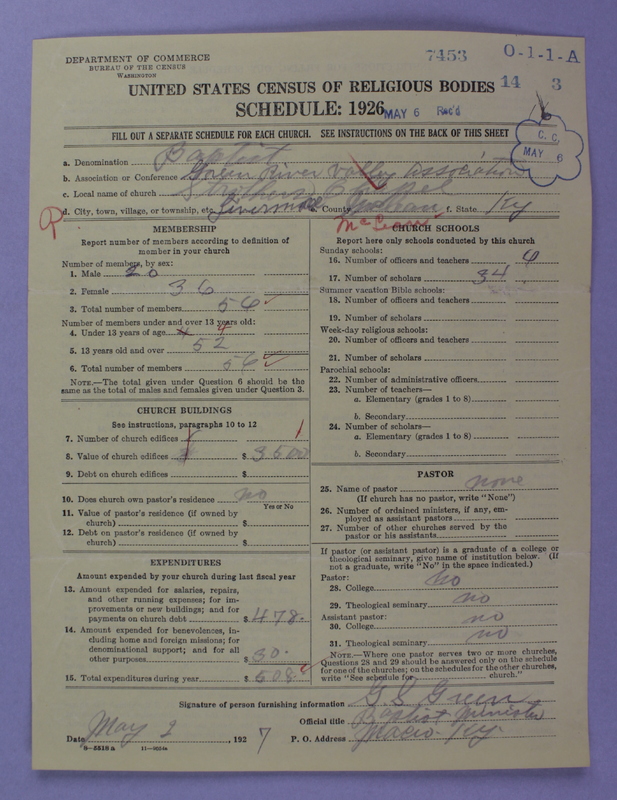 DEPARTMENT OF COMMERCE
BUREAU OF THE CENSUS
WASHINGTON
7453
O-1-1-A
UNITED STATES CENSUS OF RELIGIOUS BODIES
14 3
SCHEDULE: 1926
MAY 6 Rec'd
C. C.
MAY 6
FILL OUT A SEPARATE SCHEDULE FOR EACH CHURCH. SEE INSTRUCTIONS ON THE BACK OF THIS SHEET
a. Denomination Baptist
b. Association or Conference Green River Valley Association
c. Local name of church Chappel
d. City, town, village, or township, etc. Livermore e. County f. State Ky
McLean
MEMBERSHIP
Report number of members according to definition of
member in your church
Number of members, by sex:
1. Male 20
2. Female 36
3. Total number of members 56
Number of members under and over 13 years old:
4. Under 13 years of age 4 4
5. 13 years old and over 52
6. Total number of members 56
NOTE.—The total given under Question 6 should be the
same as the total of males and females given under Question 3.
CHURCH BUILDINGS
See instructions, paragraphs 10 to 12
7. Number of church edifices 1
8. Value of church edifices $ 3500
9. Debt on church edifices $
10. Does church own pastor's residence no
Yes or No
11. Value of pastor's residence (if owned by
church) $
12. Debt on pastor's residence (if owned by
church) $
EXPENDITURES
Amount expended by your church during last fiscal year
13. Amount expended for salaries, repairs,
and other running expenses; for im-
provements or new buildings; and for
payments on church debt $ 478.
14. Amount expended for benevolences, in-
cluding home and foreign missions; for
denominational support; and for all
other purposes $ 30.
15. Total expenditures during year $ 508
CHURCH SCHOOLS
Report here only schools conducted by this church
Sunday schools:
16. Number of officers and teachers 4
17. Number of scholars 34
Summer vacation Bible schools:
18. Number of officers and teachers
19. Number of scholars
Week-day religious schools:
20. Number of officers and teachers
21. Number of scholars
Parochial schools:
22. Number of administrative officers
23. Number of teachers—
a. Elementary (grades 1 to 8)
b. Secondary
24. Number of scholars—
a. Elementary (grades 1 to 8)
b. Secondary
PASTOR
25. Name of pastor none
(If church has no pastor, write "None")
26. Number of ordained ministers, if any, em-
ployed as assistant pastors
27. Number of other churches served by the
pastor or his assistants
If pastor (or assistant pastor) is a graduate of a college or
theological seminary, give name of institution below. (If
not a graduate, write "No" in the space indicated.)
Pastor:
28. College no
29. Theological seminary no
Assistant pastor:
30. College no
31. Theological seminary no
NOTE.—Where one pastor serves two or more churches,
Questions 28 and 29 should be answered only on the schedule
for one of the churches; on the schedules for the other churches,
write "See schedule for church."
Signature of person furnishing information G. S. Green
Official title Baptist Minister
Date May 2, 1927 P. O. Address Ky.
8-5518a 11-9054a